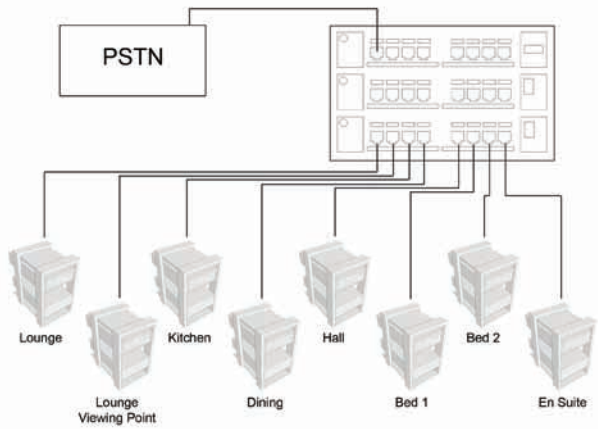 PSTN
Lounge
Kitchen
Hall
Bed 2
Lounge
Viewing Point
Dining
Bed 1
En Suite